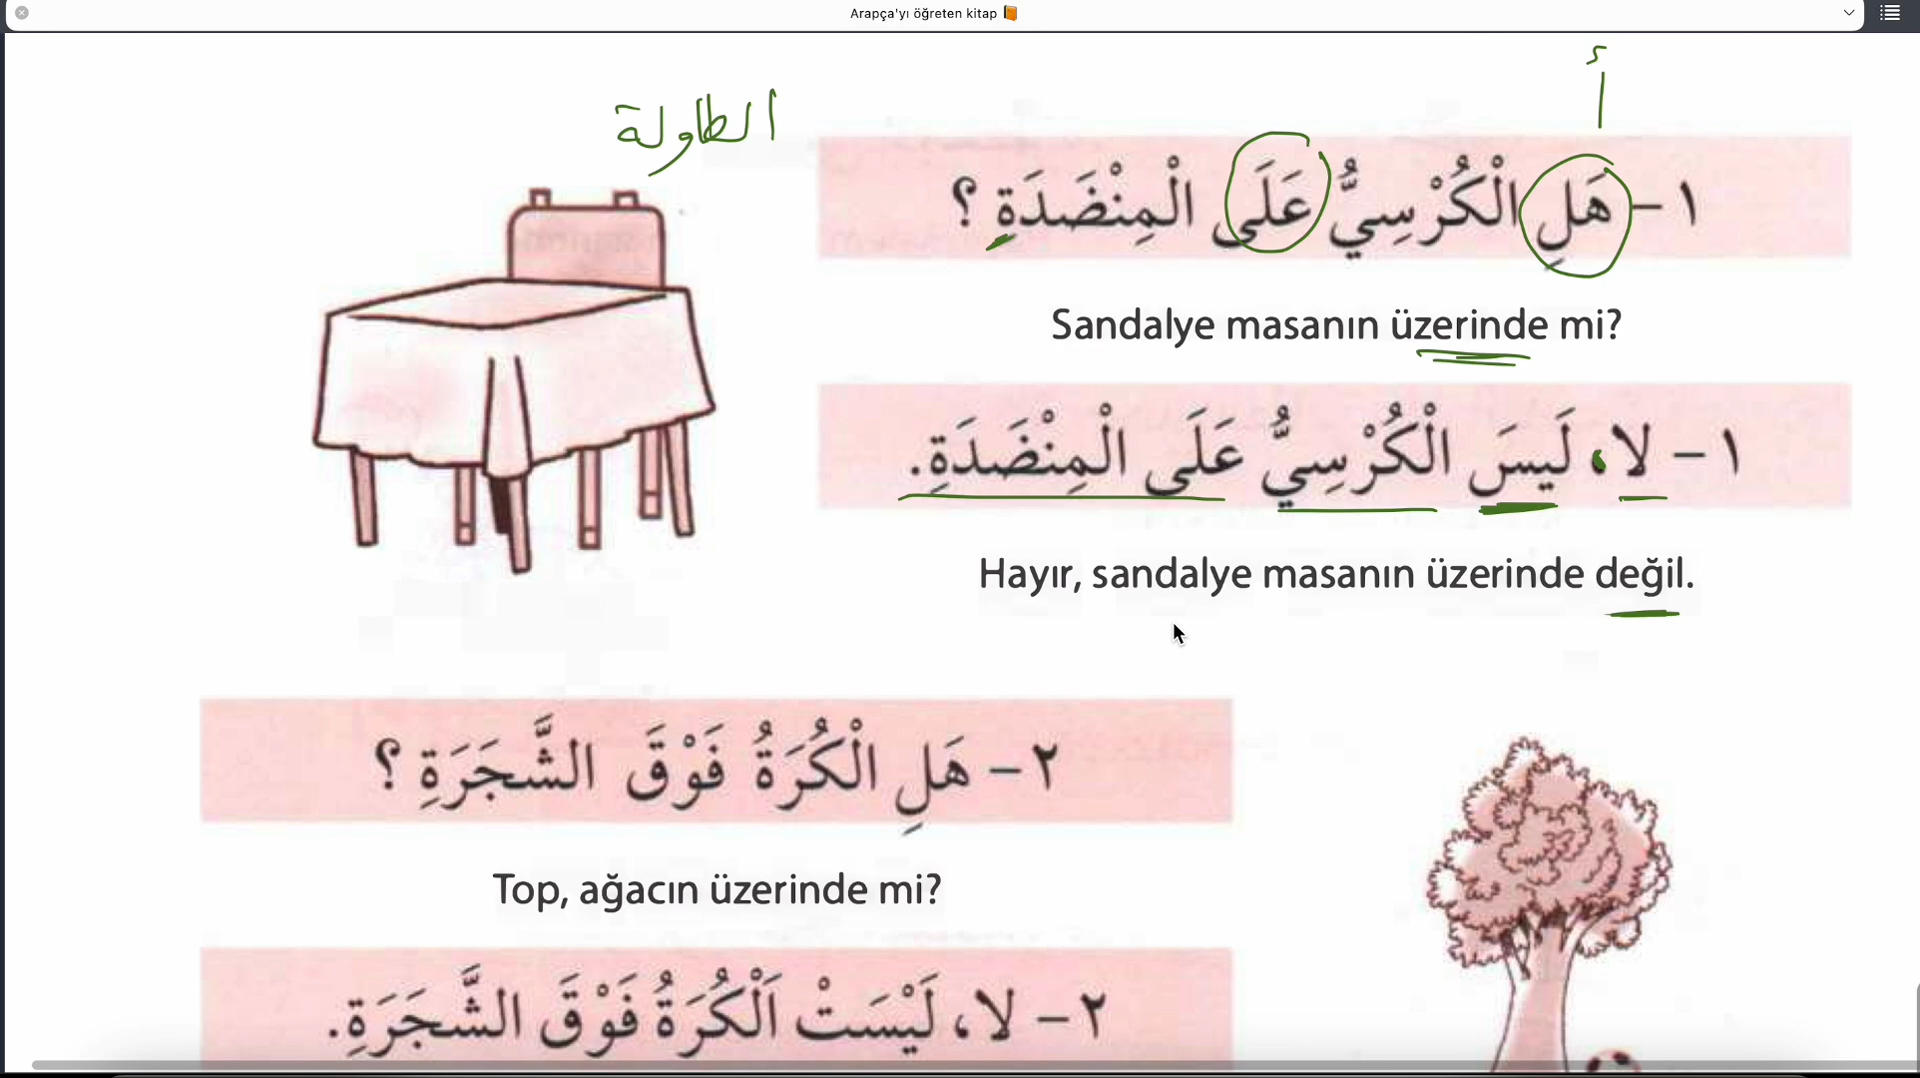 Arapça'yı öğreten kitap
أ
الطاولة
١ - هَلِ الْكُرْسِيُّ عَلَى الْمِنْضَدَةِ ؟
Sandalye masanın üzerinde mi?
١ - لا، لَيسَ الْكُرْسِيُّ عَلَى الْمِنْضَدَةِ.
Hayır, sandalye masanın üzerinde değil.
٢ - هَلِ الْكُرَةُ فَوْقَ الشَّجَرَةِ ؟
Top, ağacın üzerinde mi?
٢ - لا، لَيْسَتْ اَلْكُرَةُ فَوْقَ الشَّجَرَةِ.